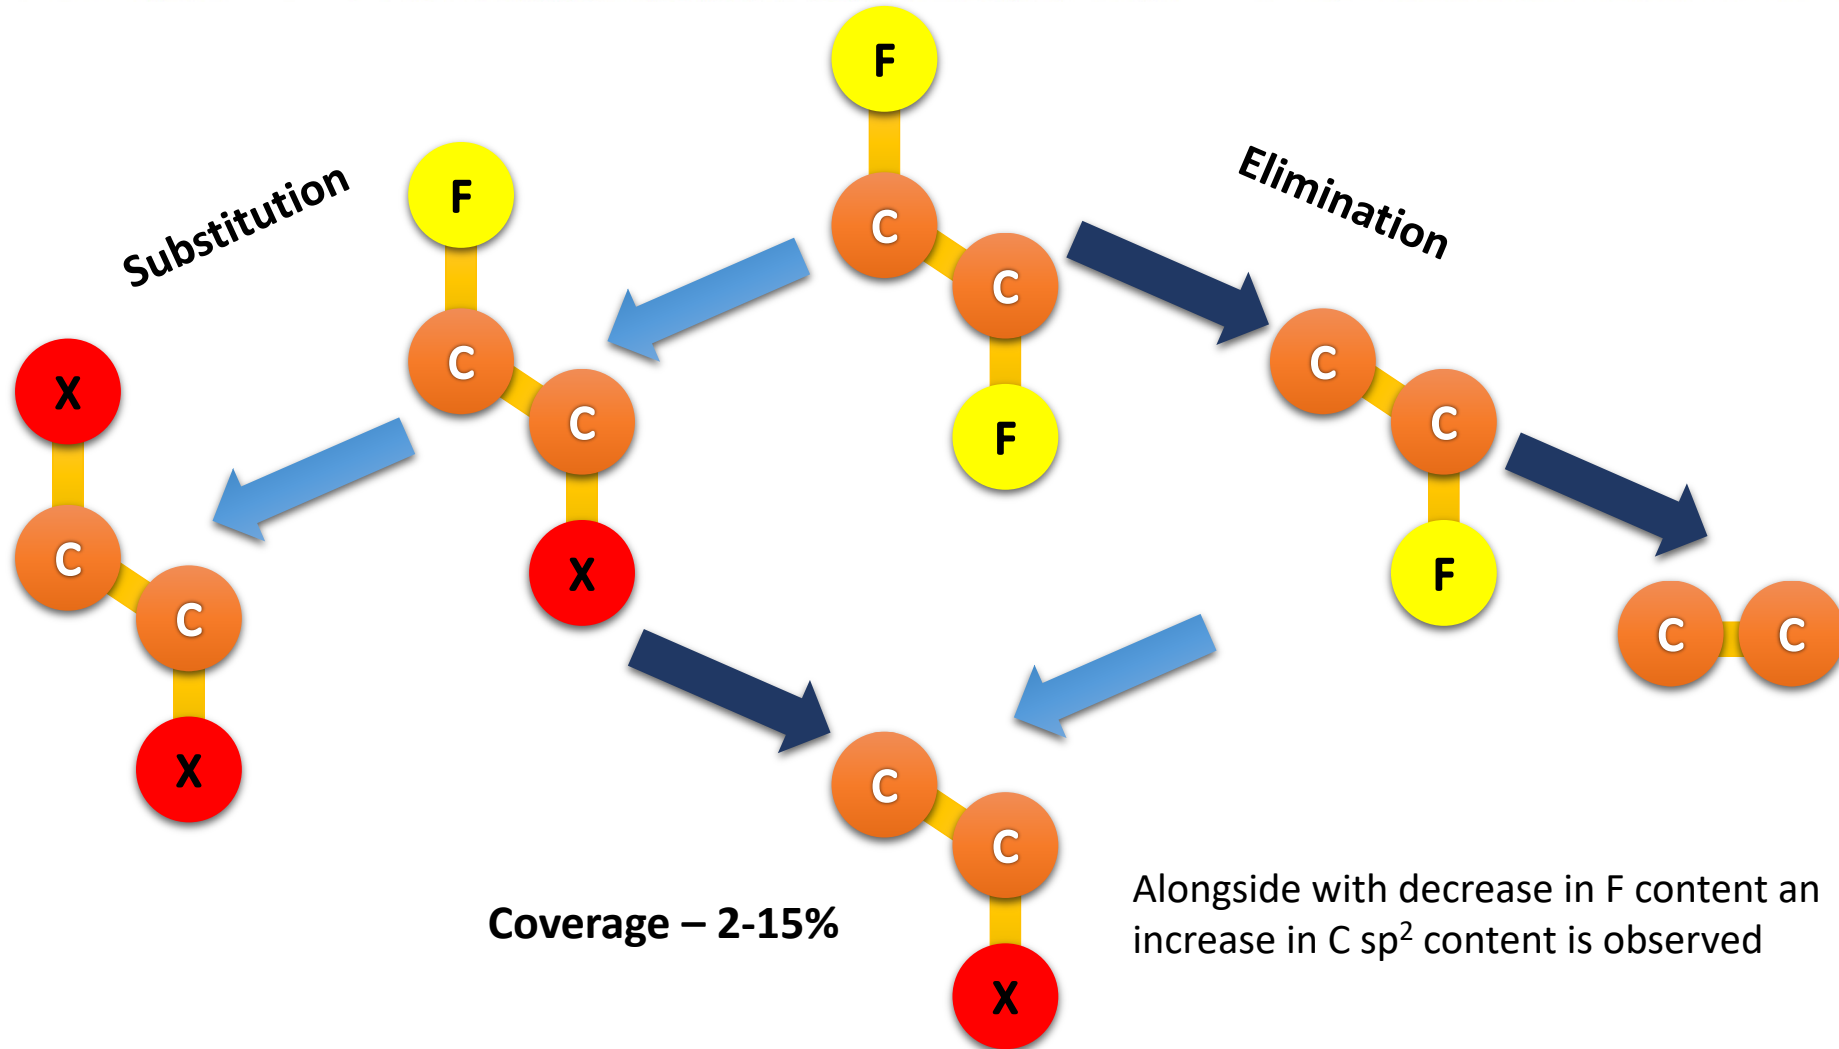 F
F
Substitution
Elimination
C
C
C
C
F
X
C
C
X
C
C
F
C
C
X
C
C
X
Coverage – 2-15%
Alongside with decrease in F content an
increase in C sp² content is observed